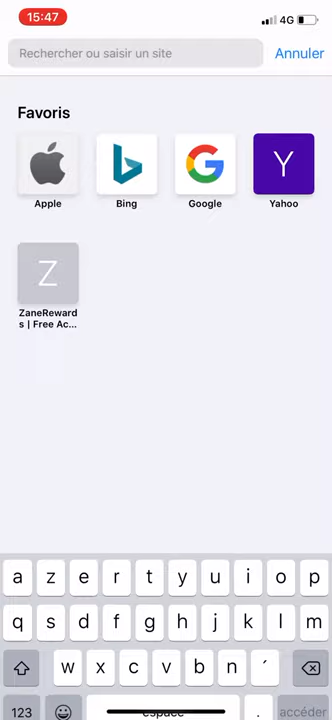 15:47
4G
Rechercher ou saisir un site
Annuler
Favoris
Apple
Bing
Google
Y
Yahoo
Z
ZaneReward
s | Free Ac...
a z e r t y u i o p
q s d f g h j k l m
w x c v b n ´
123
espace
.
accéder